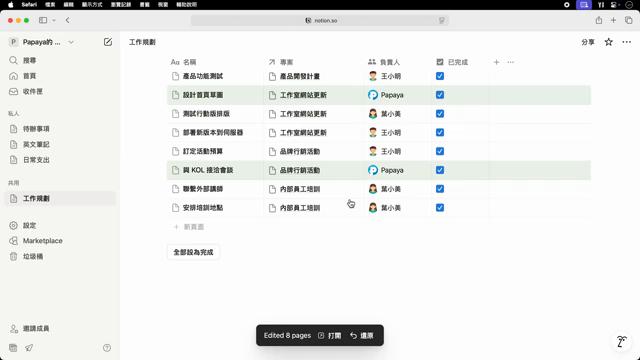 Safari 檔案 編輯 顯示方式 瀏覽記錄 書籤 視窗 輔助說明
notion.so
P Papaya的 ...
工作規劃
分享
搜尋
首頁
收件匣
私人
待辦事項
英文筆記
日常支出
共用
工作規劃
設定
Marketplace
垃圾桶
邀請成員
Aa 名稱 專案 負責人 已完成
產品功能測試 產品開發計畫 王小明
設計首頁草圖 工作室網站更新 Papaya
測試行動版排版 工作室網站更新 葉小美
部署新版本到伺服器 工作室網站更新 王小明
訂定活動預算 品牌行銷活動 王小明
與 KOL 接洽會談 品牌行銷活動 Papaya
聯繫外部講師 內部員工培訓 葉小美
安排培訓地點 內部員工培訓 葉小美
+ 新頁面
全部設為完成
Edited 8 pages 打開 還原